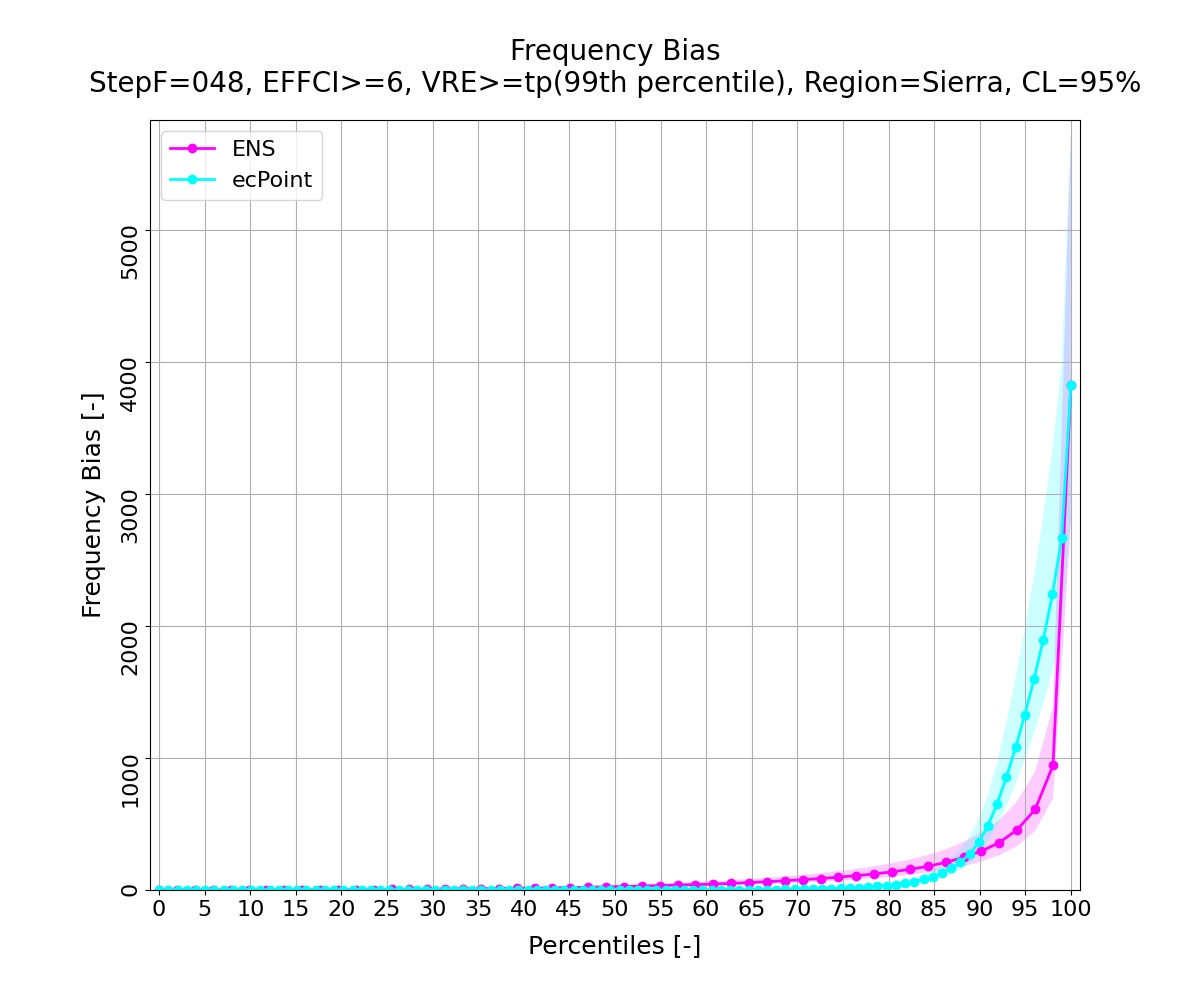 Frequency Bias
StepF=048, EFFCI>=6, VRE>=tp(99th percentile), Region=Sierra, CL=95%
ENS
ecPoint
Frequency Bias [-]
5000
4000
3000
2000
1000
0
0 5 10 15 20 25 30 35 40 45 50 55 60 65 70 75 80 85 90 95 100
Percentiles [-]